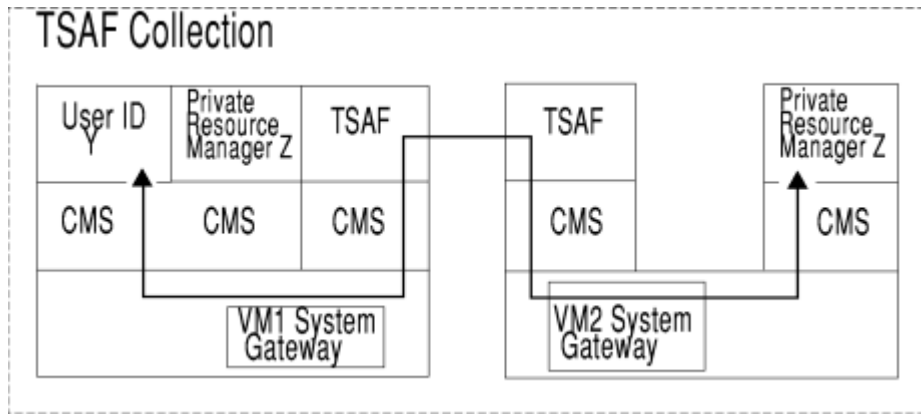 TSAF Collection
User ID
Y
Private
Resource
Manager Z
TSAF
CMS
CMS
CMS
VM1 System
Gateway
TSAF
Private
Resource
Manager Z
CMS
CMS
VM2 System
Gateway